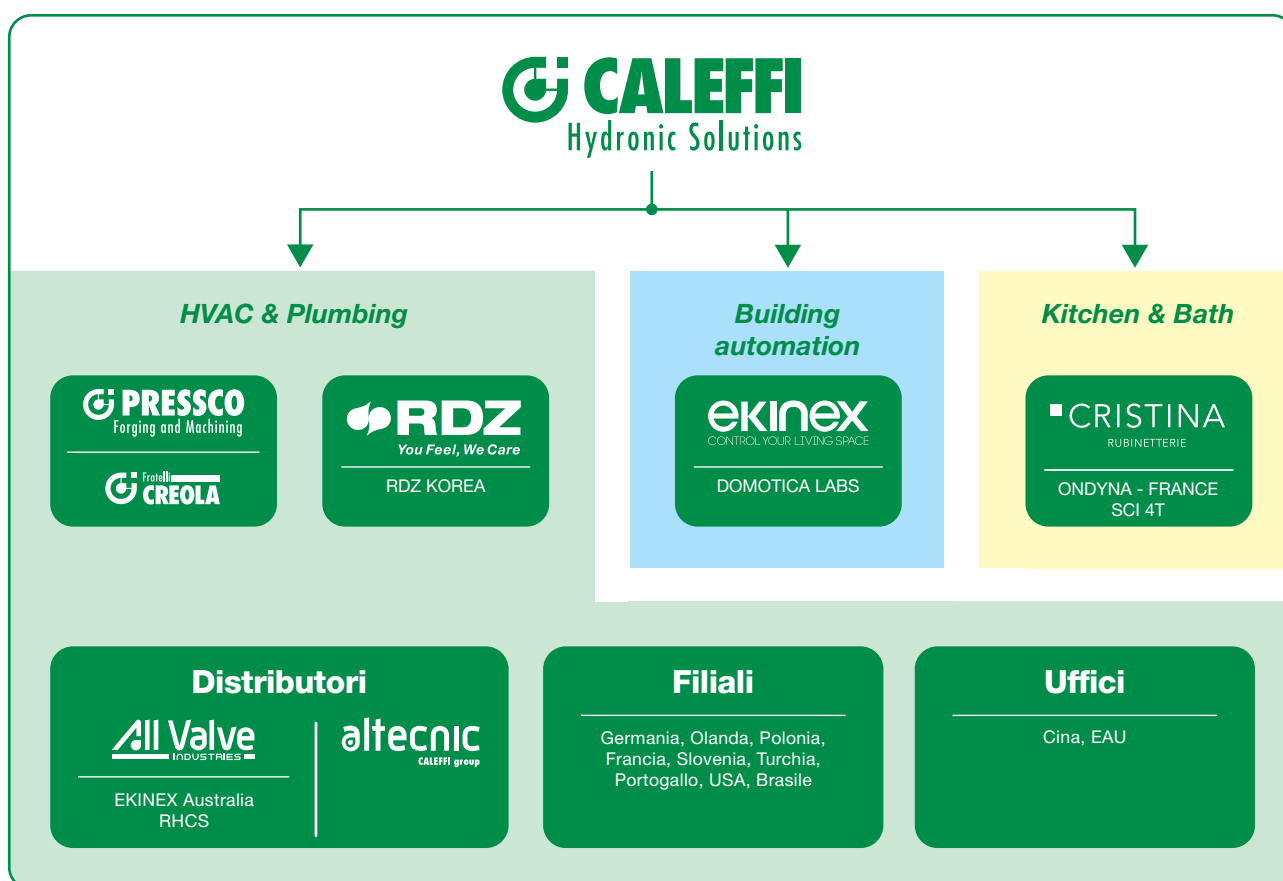 CALEFFI
Hydronic Solutions
HVAC & Plumbing
PRESSCO
Forging and Machining
Fratelli
CREOLA
RDZ
You Feel, We Care
RDZ KOREA
Building
automation
ekinex
CONTROL YOUR LIVING SPACE
DOMOTICA LABS
Kitchen & Bath
CRISTINA
RUBINETTERIE
ONDYNA - FRANCE
SCI 4T
Distributori
All Valve
INDUSTRIES
EKINEX Australia
RHCS
altecnic
CALEFFI group
Filiali
Germania, Olanda, Polonia,
Francia, Slovenia, Turchia,
Portogallo, USA, Brasile
Uffici
Cina, EAU